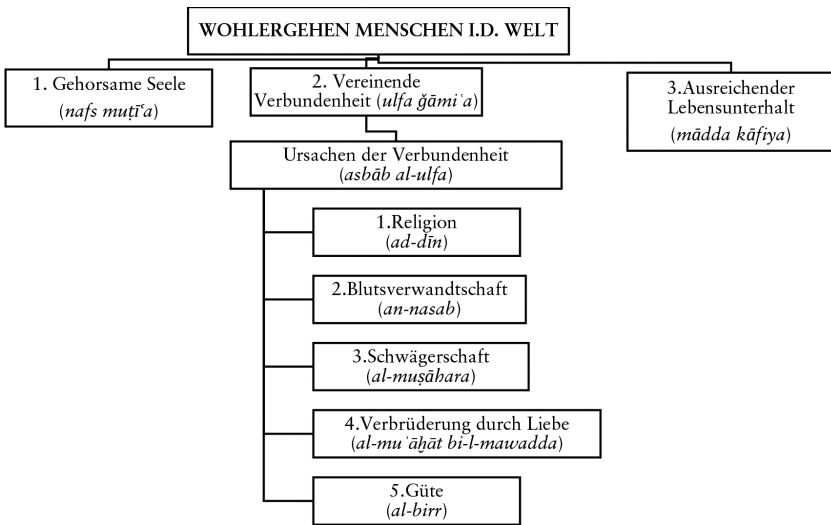 WOHLERGEHEN MENSCHEN I.D. WELT
1. Gehorsame Seele
(nafs muṭīʿa)
2. Vereinende
Verbundenheit (ulfa ǧāmiʿa)
3.Ausreichender
Lebensunterhalt
(mādda kāfiya)
Ursachen der Verbundenheit
(asbāb al-ulfa)
1.Religion
(ad-dīn)
2.Blutsverwandtschaft
(an-nasab)
3.Schwägerschaft
(al-muṣāhara)
4.Verbrüderung durch Liebe
(al-muʾāḫāt bi-l-mawadda)
5.Güte
(al-birr)